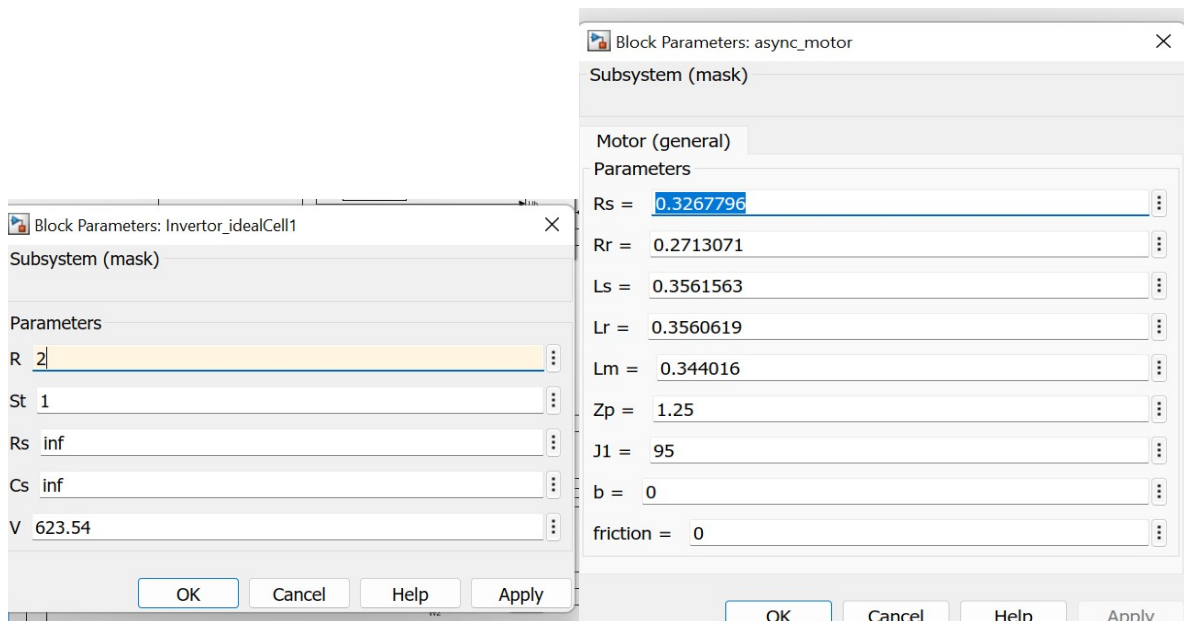 Block Parameters: Invertor_idealCell1
Subsystem (mask)
Parameters
R 2
St 1
Rs inf
Cs inf
V 623.54
OK Cancel Help Apply
Block Parameters: async_motor
Subsystem (mask)
Motor (general)
Parameters
Rs = 0.3267796
Rr = 0.2713071
Ls = 0.3561563
Lr = 0.3560619
Lm = 0.344016
Zp = 1.25
J1 = 95
b = 0
friction = 0
OK Cancel Help Apply